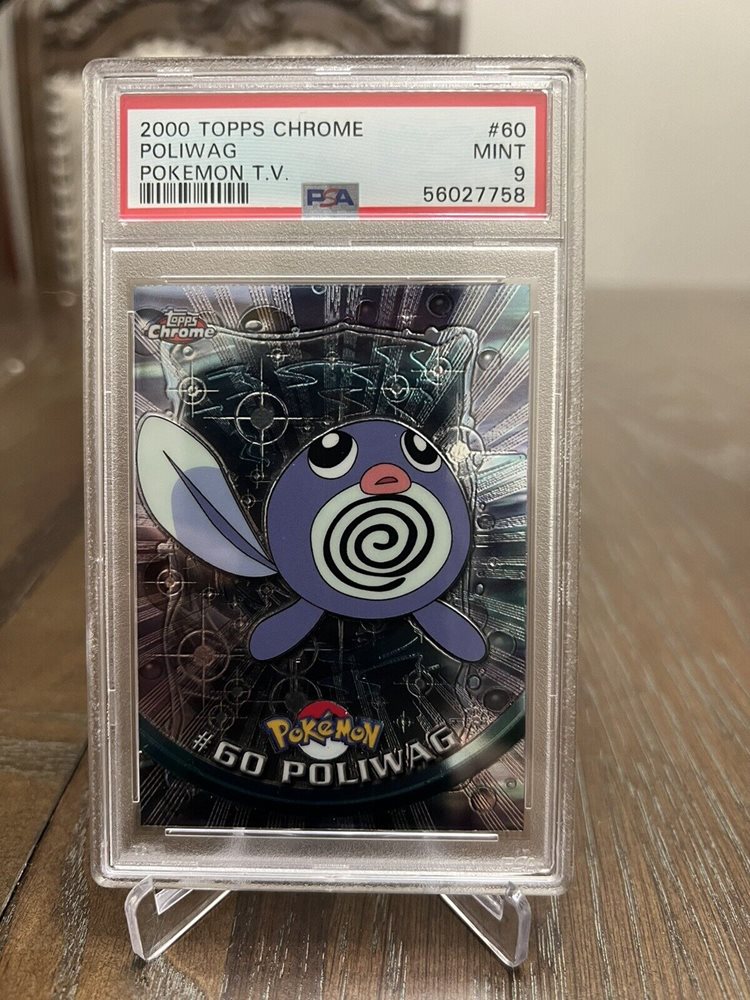 2000 TOPPS CHROME #60
POLIWAG MINT
POKEMON T.V. 9
PSA 56027758
Topps
Chrome
POKéMON
#60 POLIWAG